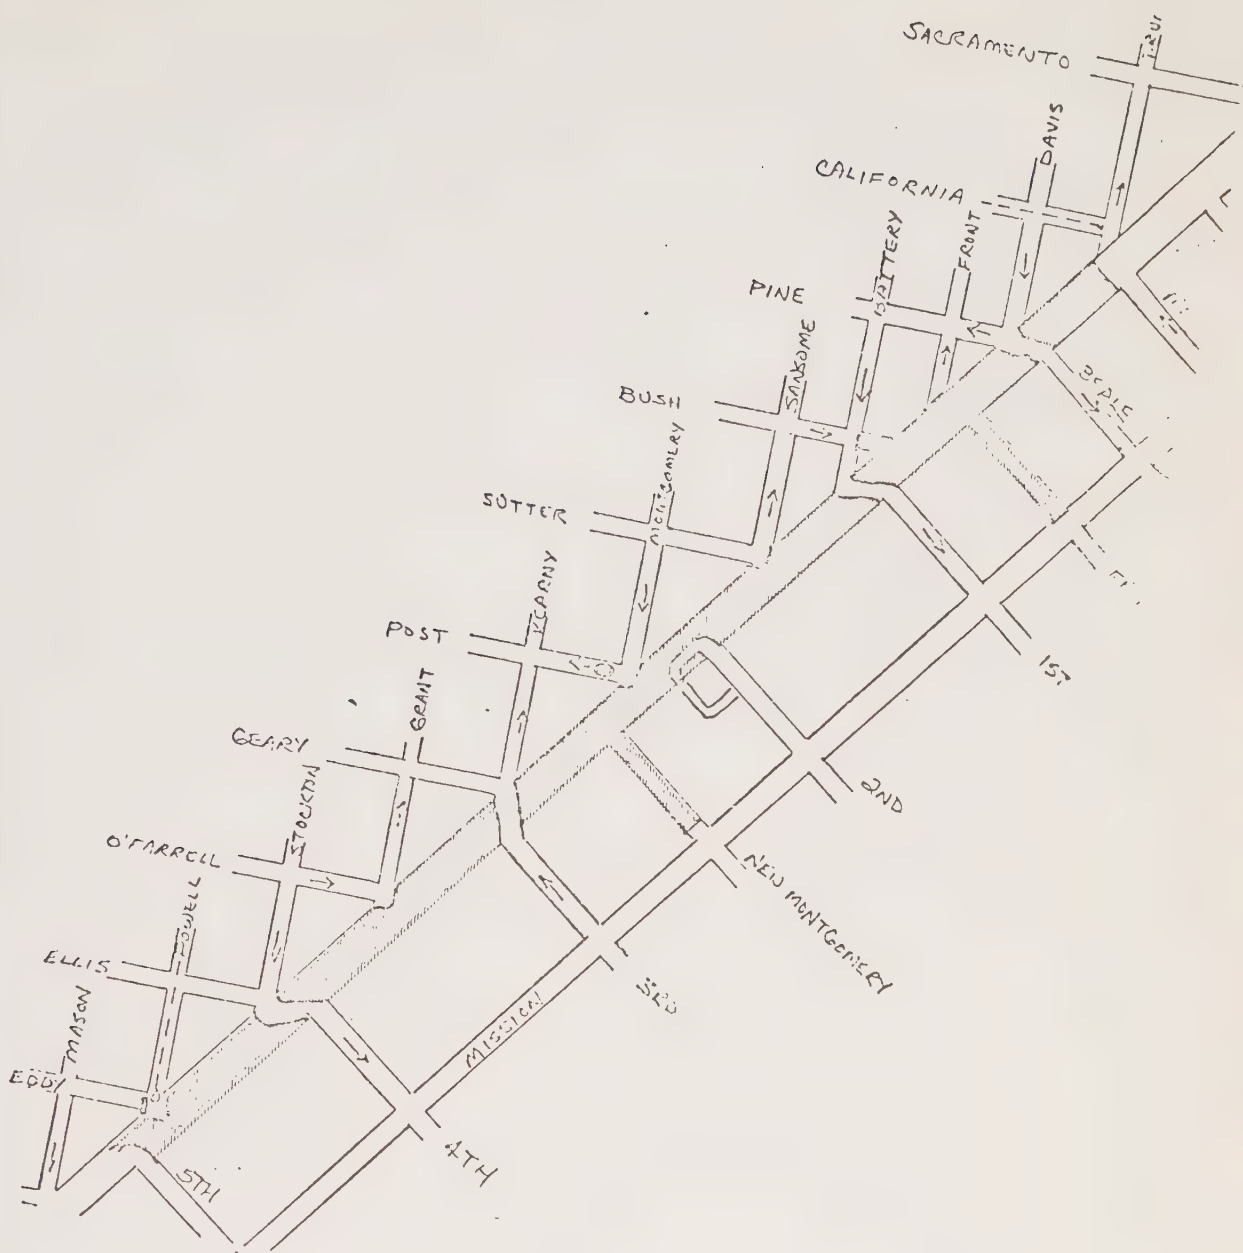 SACRAMENTO
DAVIS
CALIFORNIA
FRONT
BATTERY
PINE
SANSOME
BUSH
BEALE
MONTGOMERY
SUTTER
KEARNY
POST
1ST
GRANT
GEARY
STOCKTON
2ND
O'FARRELL
POWELL
NEW MONTGOMERY
ELLIS
MASON
3RD
MISSION
EDDY
4TH
5TH